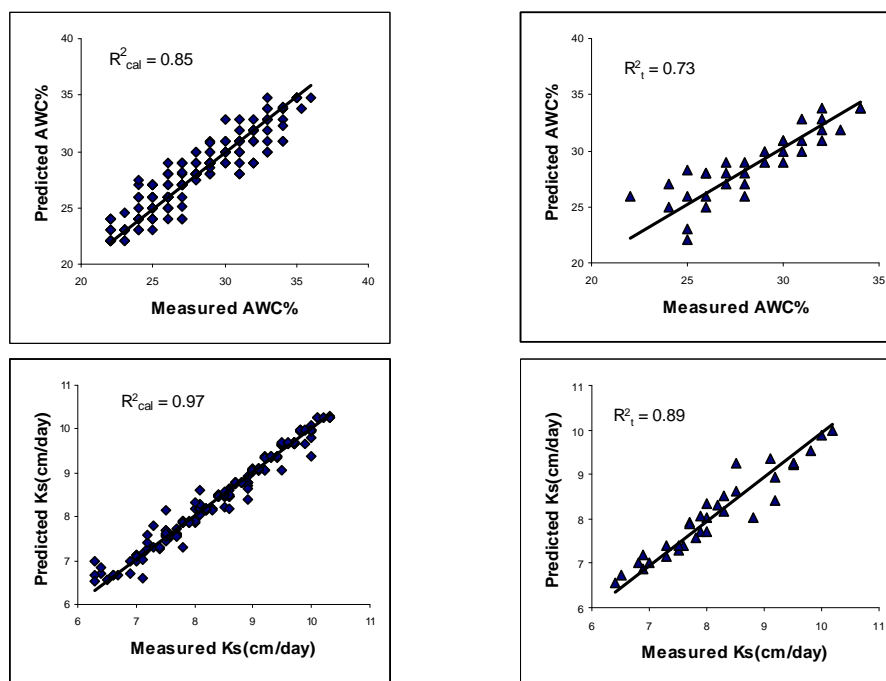 R²cal = 0.85
Predicted AWC%
40
35
30
25
20
20 25 30 35 40
Measured AWC%
R²t = 0.73
Predicted AWC%
40
35
30
25
20
20 25 30 35
Measured AWC%
R²cal = 0.97
Predicted Ks(cm/day)
11
10
9
8
7
6
6 7 8 9 10 11
Measured Ks(cm/day)
R²t = 0.89
Predicted Ks(cm/day)
11
10
9
8
7
6
6 7 8 9 10 11
Measured Ks(cm/day)